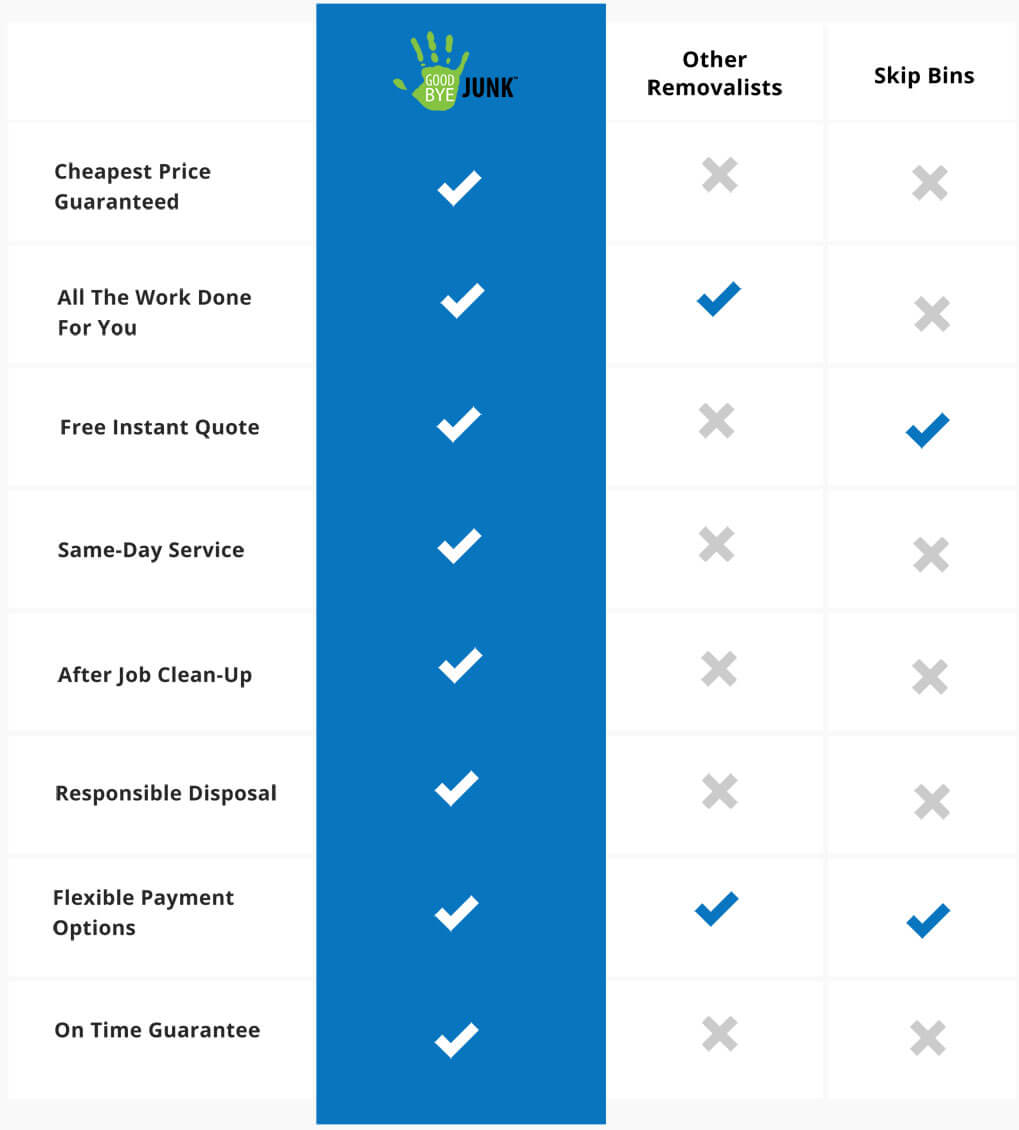 GOOD
BYE JUNK™
Other
Removalists
Skip Bins
Cheapest Price
Guaranteed
All The Work Done
For You
Free Instant Quote
Same-Day Service
After Job Clean-Up
Responsible Disposal
Flexible Payment
Options
On Time Guarantee